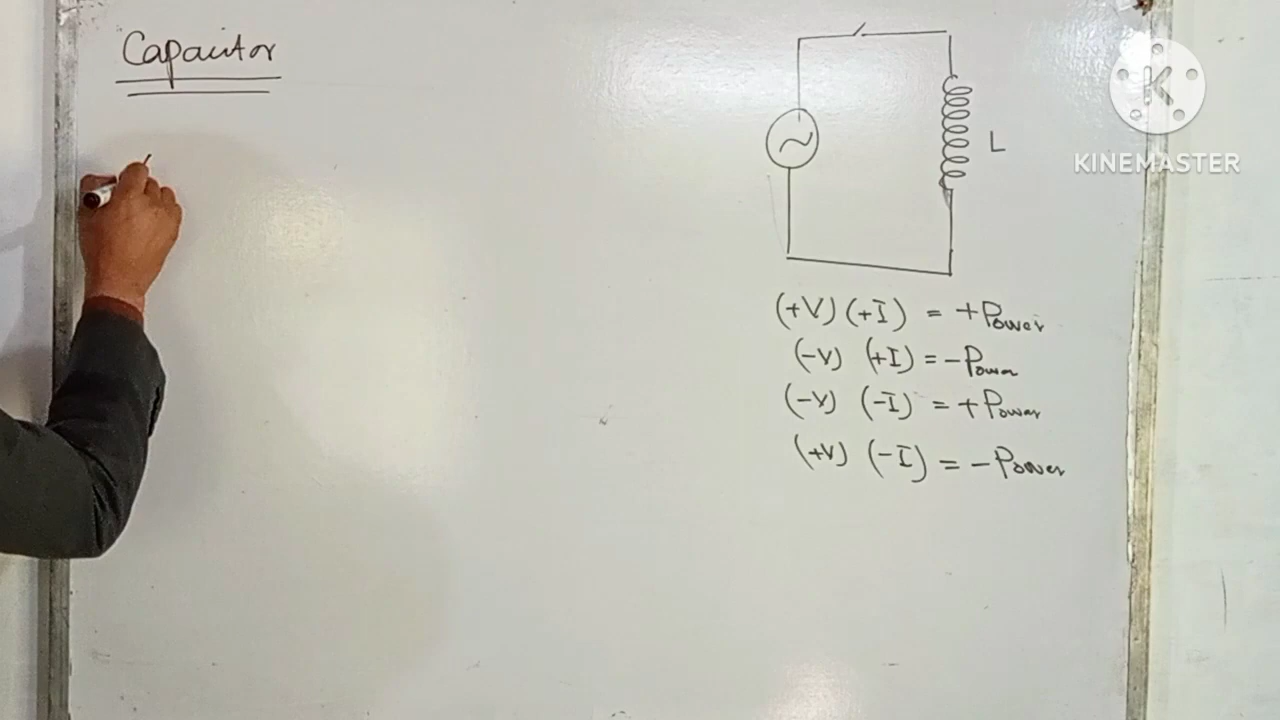 Capacitor
L
(+V) (+I) = +Power
(-V) (+I) = -Power
(-V) (-I) = +Power
(+V) (-I) = -Power
K
KINEMASTER